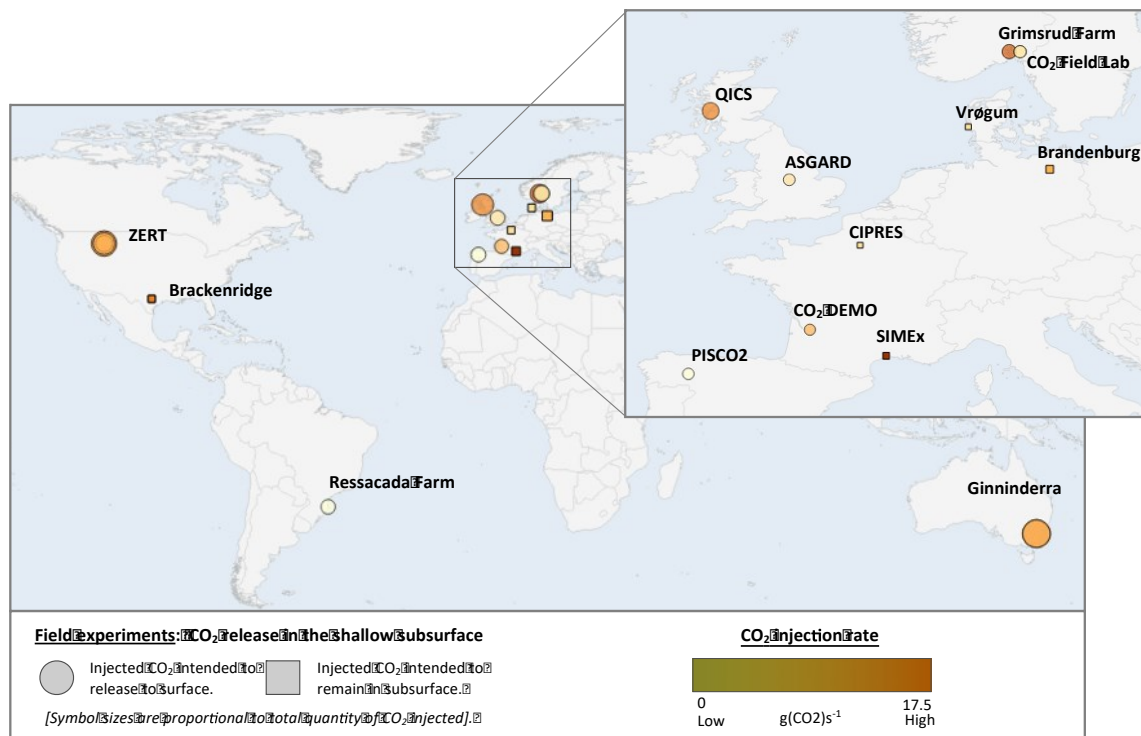 Grimsrud Farm
CO₂ Field Lab
QICS
Vrøgum
ASGARD
Brandenburg
CIPRES
CO₂ DEMO
SIMEx
PISCO2
ZERT
Brackenridge
Ressacada Farm
Ginninderra
Field experiments: CO₂ release in the shallow subsurface
Injected CO₂ intended to
release to surface.
Injected CO₂ intended to
remain in subsurface.
[Symbol sizes are proportional to total quantity of CO₂ injected].
CO₂ injection rate
0 17.5
Low g(CO2)s⁻¹ High